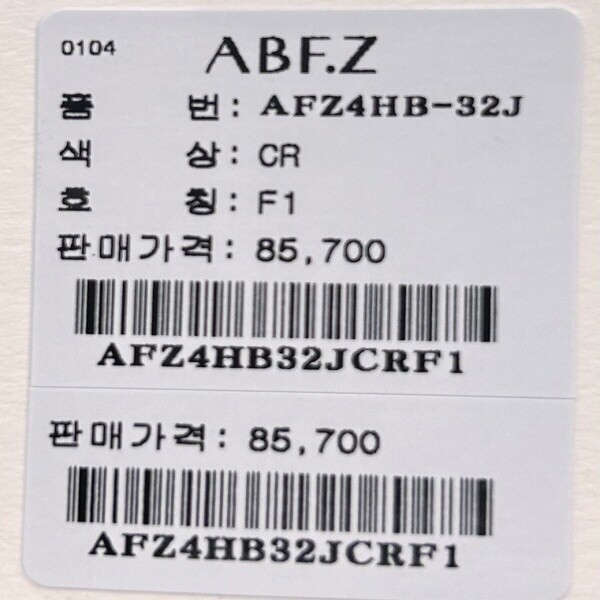 0104 ABF.Z
품 번: AFZ4HB-32J
색 상: CR
호 칭: F1
판매가격: 85,700
AFZ4HB32JCRF1
판매가격: 85,700
AFZ4HB32JCRF1